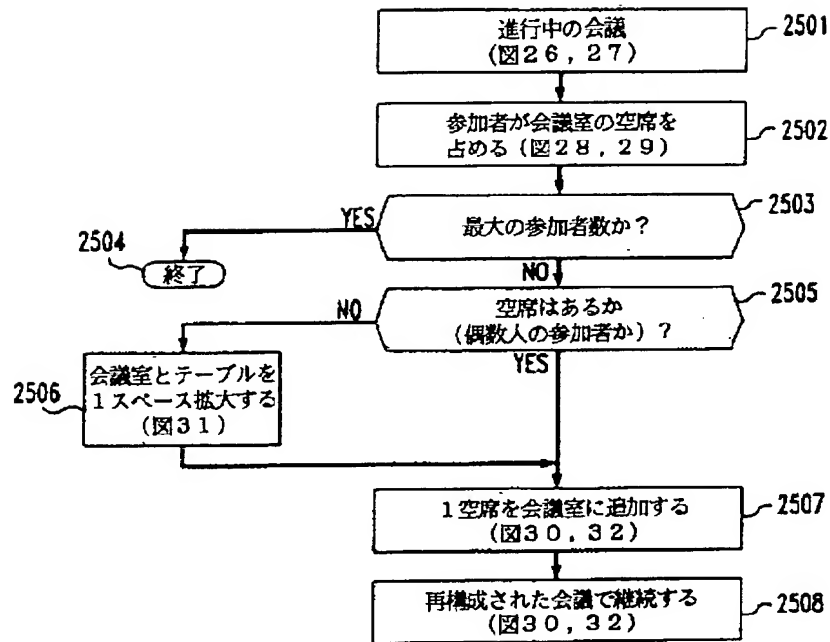 進行中の会議
(図26,27)
2501
参加者が会議室の空席を
占める(図28,29)
2502
最大の参加者数か?
2503
YES
2504
終了
NO
空席はあるか
(偶数人の参加者か)?
2505
NO
YES
会議室とテーブルを
1スペース拡大する
(図31)
2506
1空席を会議室に追加する
(図30,32)
2507
再構成された会議で継続する
(図30,32)
2508